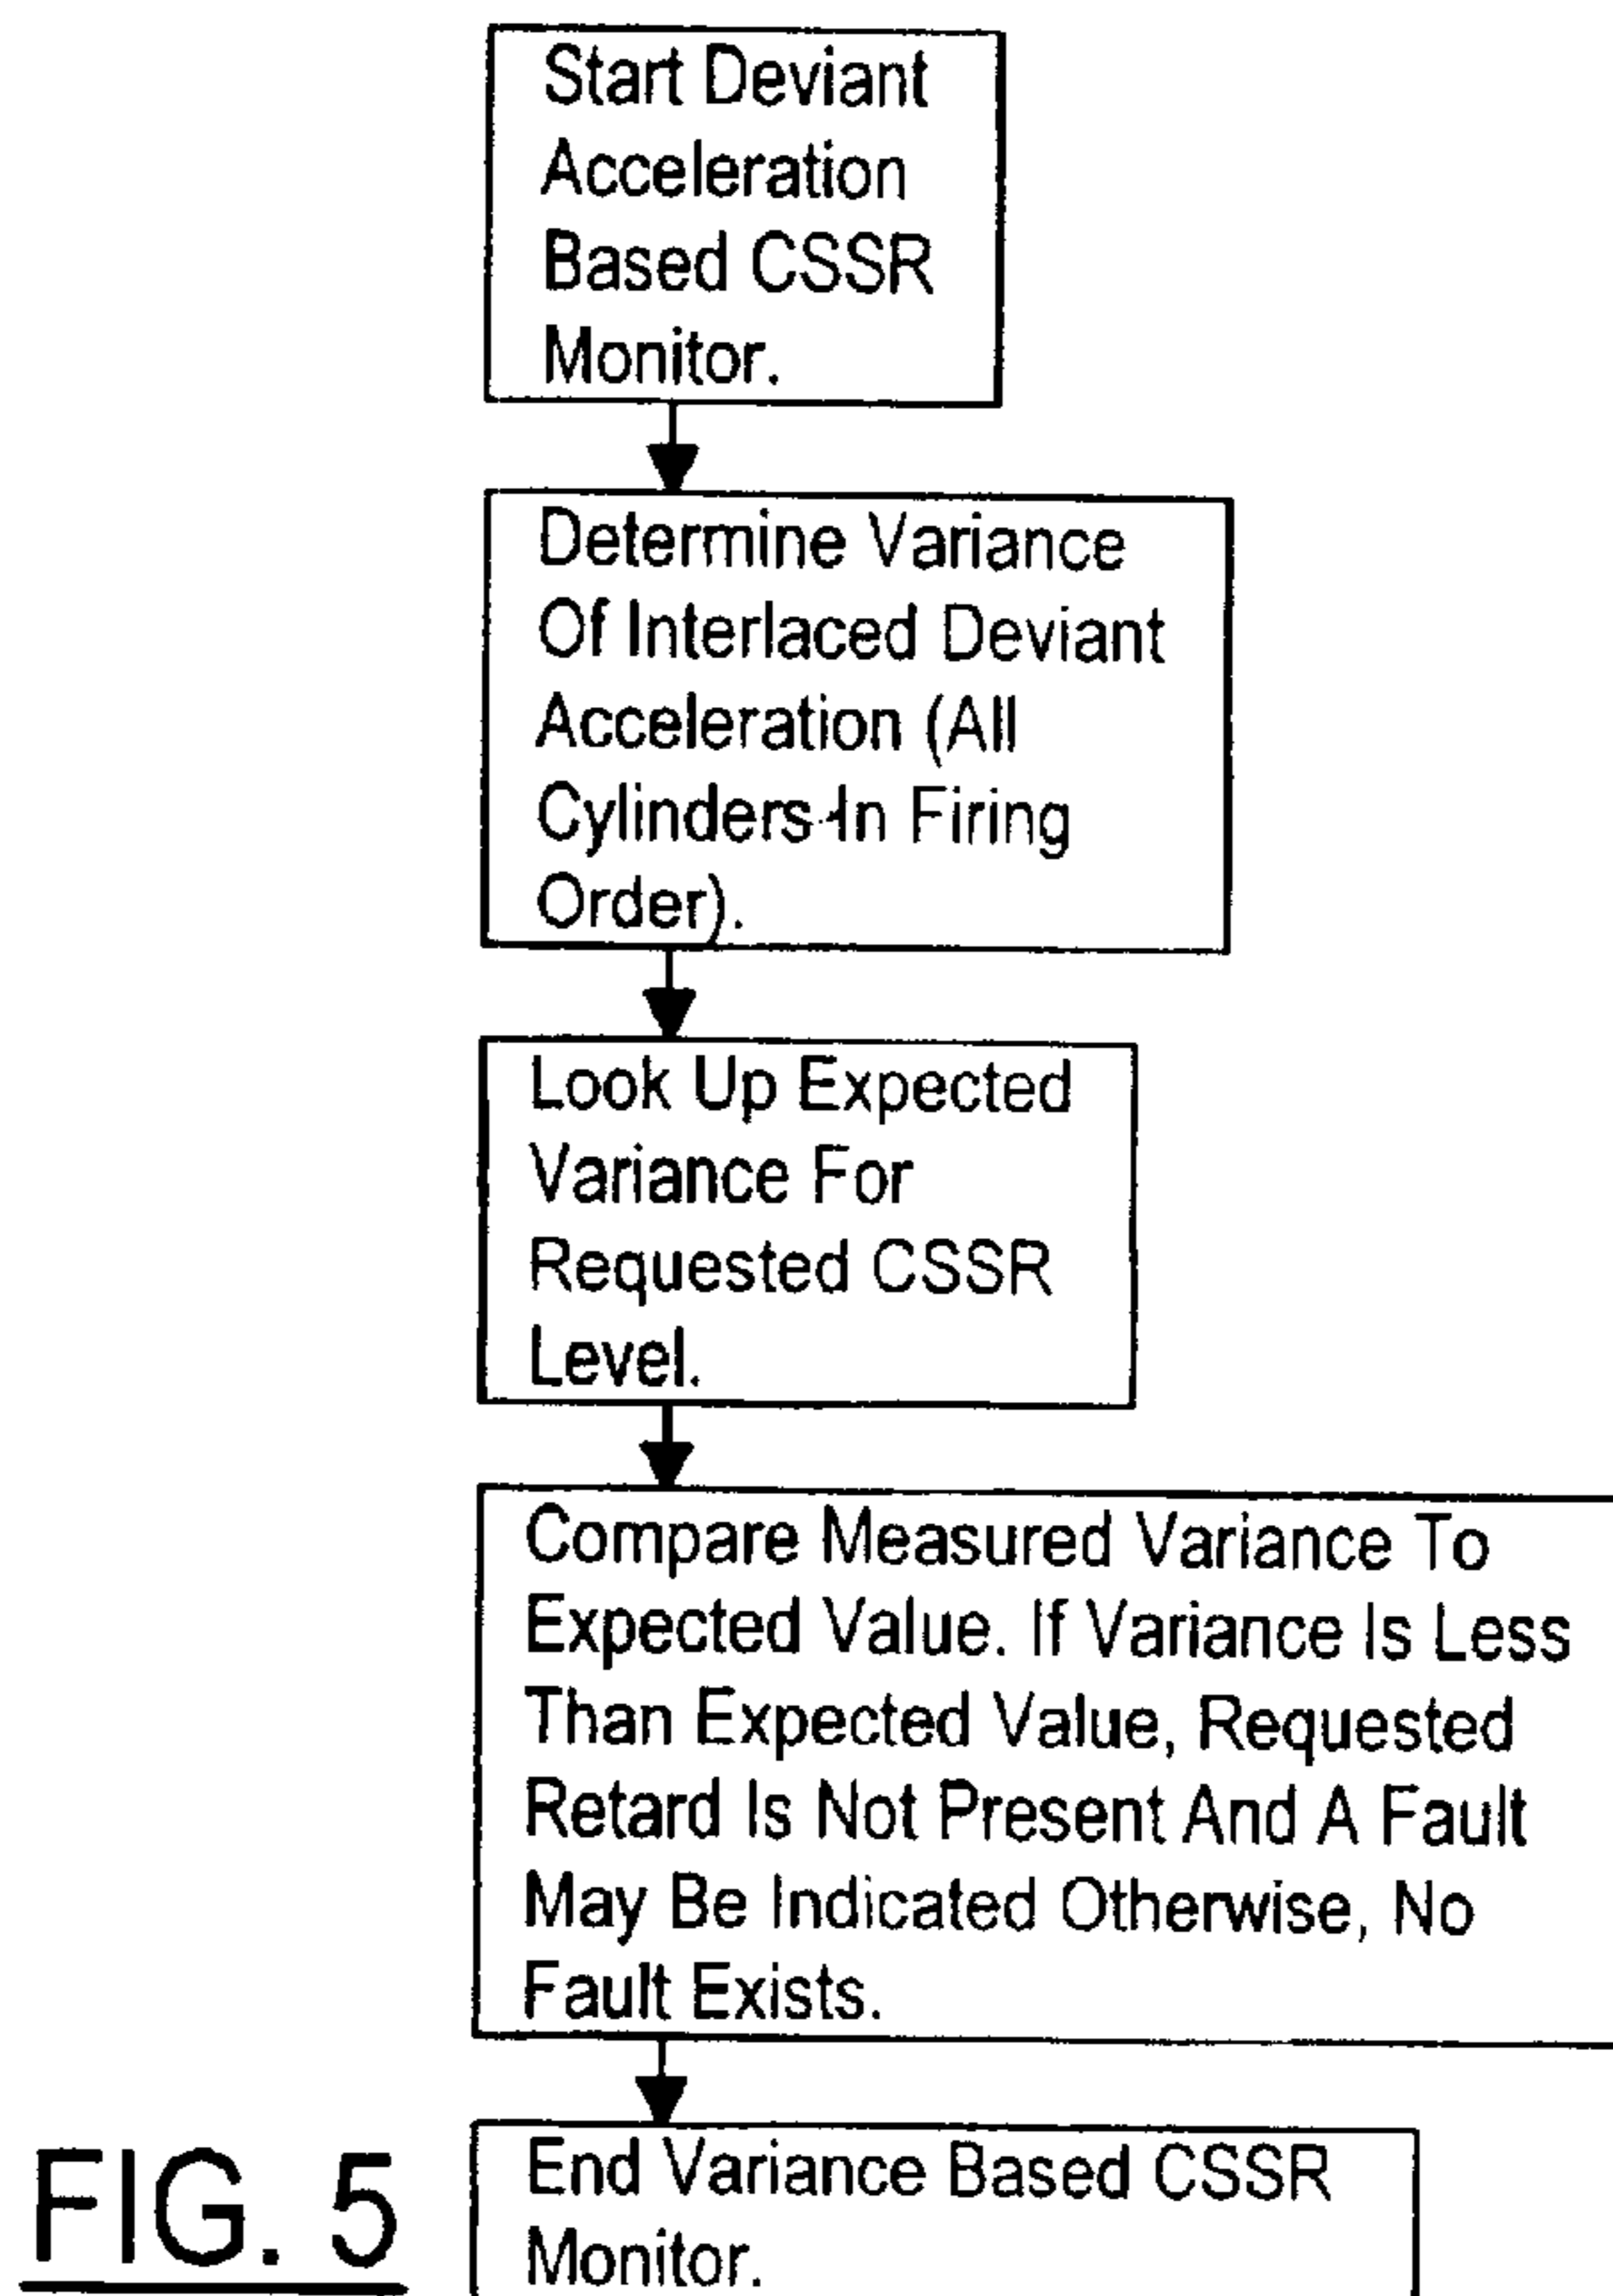 Start Deviant
Acceleration
Based CSSR
Monitor.
Determine Variance
Of Interlaced Deviant
Acceleration (All
Cylinders In Firing
Order).
Look Up Expected
Variance For
Requested CSSR
Level.
Compare Measured Variance To
Expected Value. If Variance Is Less
Than Expected Value, Requested
Retard Is Not Present And A Fault
May Be Indicated Otherwise, No
Fault Exists.
End Variance Based CSSR
Monitor.
FIG. 5